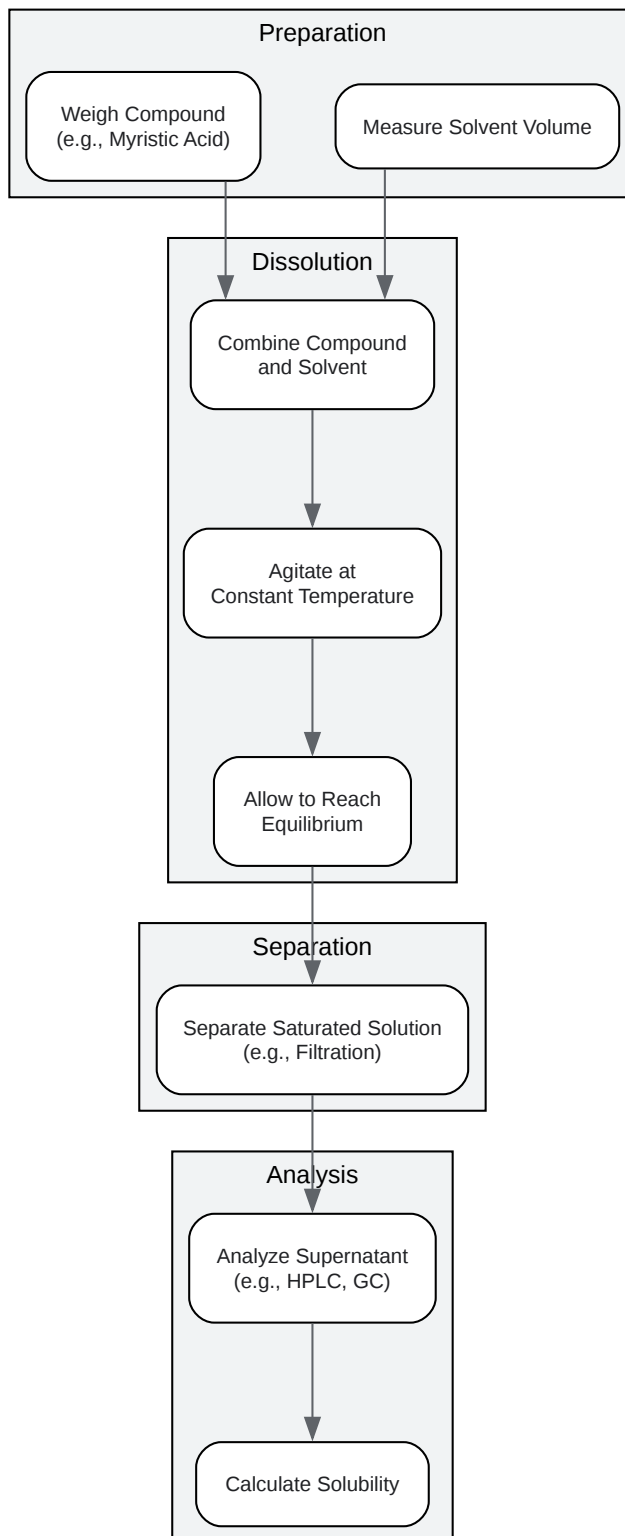 Preparation
Weigh Compound
(e.g., Myristic Acid)
Measure Solvent Volume
Dissolution
Combine Compound
and Solvent
Agitate at
Constant Temperature
Allow to Reach
Equilibrium
Separation
Separate Saturated Solution
(e.g., Filtration)
Analysis
Analyze Supernatant
(e.g., HPLC, GC)
Calculate Solubility